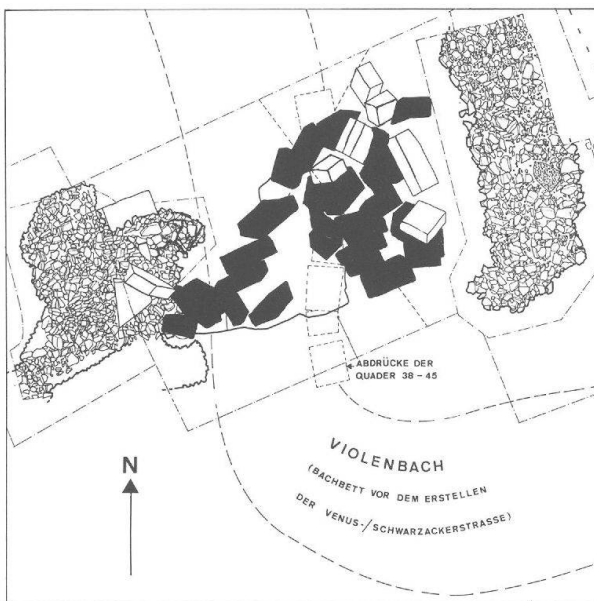 ABDRÜCKE DER
QUADER 38 – 45
VIOLENBACH
(BACHBETT VOR DEM ERSTELLEN
DER VENUS-/SCHWARZACKERSTRASSE)
N